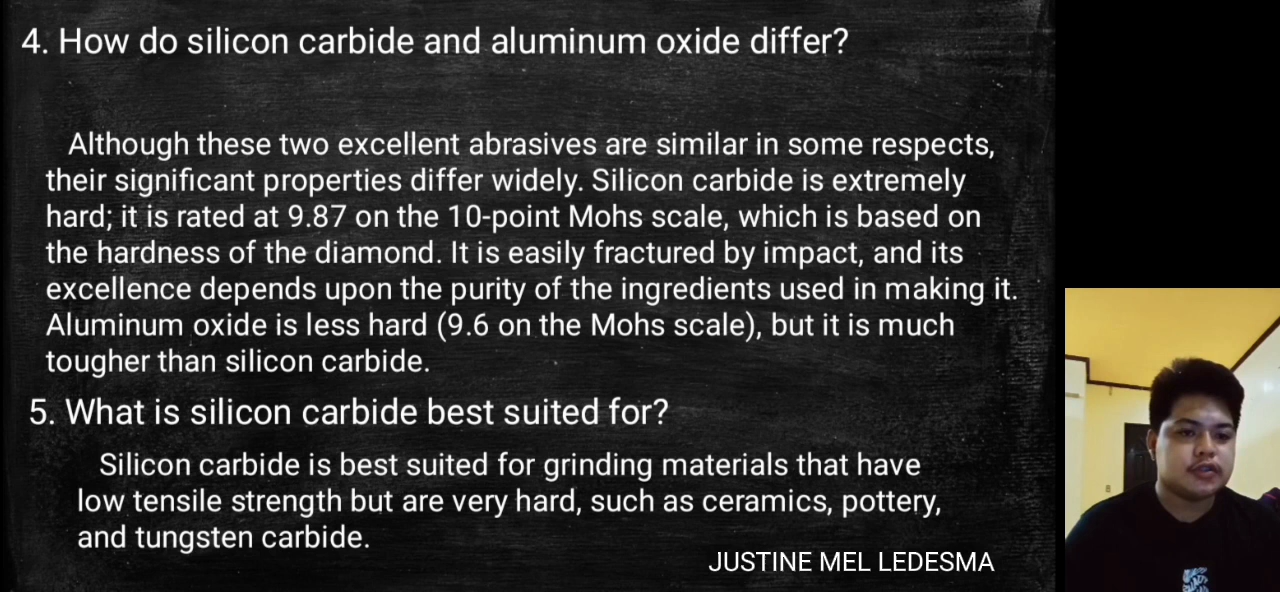 4. How do silicon carbide and aluminum oxide differ?
Although these two excellent abrasives are similar in some respects,
their significant properties differ widely. Silicon carbide is extremely
hard; it is rated at 9.87 on the 10-point Mohs scale, which is based on
the hardness of the diamond. It is easily fractured by impact, and its
excellence depends upon the purity of the ingredients used in making it.
Aluminum oxide is less hard (9.6 on the Mohs scale), but it is much
tougher than silicon carbide.
5. What is silicon carbide best suited for?
Silicon carbide is best suited for grinding materials that have
low tensile strength but are very hard, such as ceramics, pottery,
and tungsten carbide.
JUSTINE MEL LEDESMA